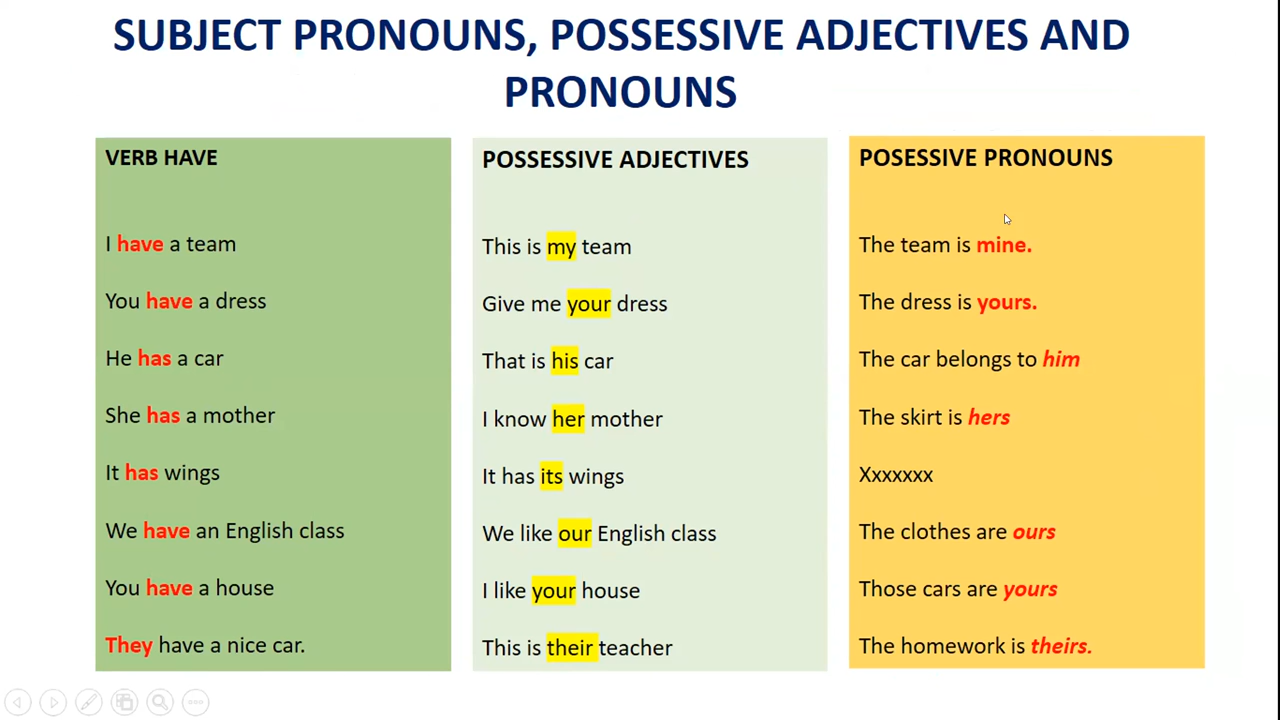 SUBJECT PRONOUNS, POSSESSIVE ADJECTIVES AND
PRONOUNS
VERB HAVE
I have a team
You have a dress
He has a car
She has a mother
It has wings
We have an English class
You have a house
They have a nice car.
POSSESSIVE ADJECTIVES
This is my team
Give me your dress
That is his car
I know her mother
It has its wings
We like our English class
I like your house
This is their teacher
POSESSIVE PRONOUNS
The team is mine.
The dress is yours.
The car belongs to him
The skirt is hers
Xxxxxxx
The clothes are ours
Those cars are yours
The homework is theirs.